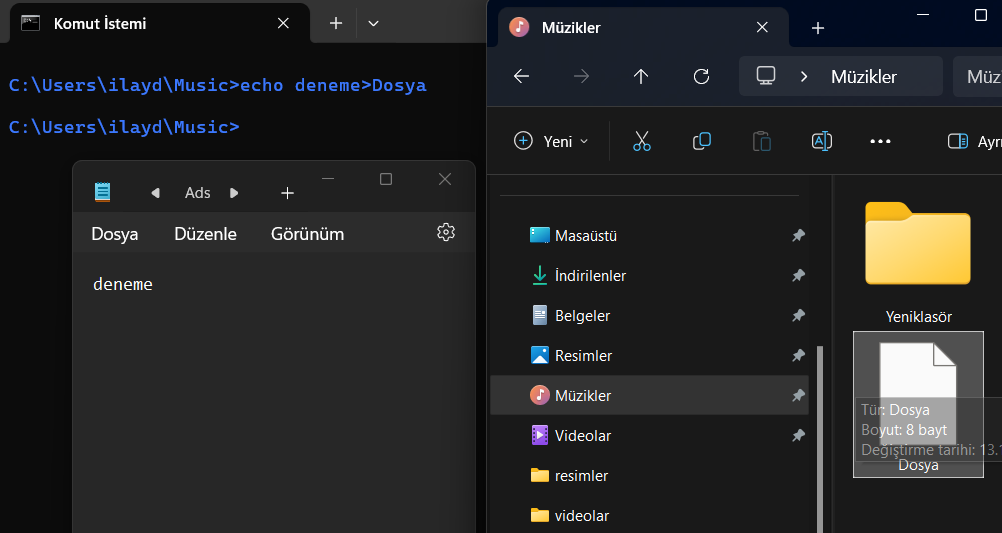 Komut İstemi
C:\Users\ilayd\Music>echo deneme>Dosya
C:\Users\ilayd\Music>
Ads
Dosya Düzenle Görünüm
deneme
Müzikler
Müzikler Müzi
Yeni Ayrı
Masaüstü
İndirilenler
Belgeler
Resimler
Müzikler
Videolar
resimler
videolar
Yeniklasör
Tür: Dosya
Boyut: 8 bayt
Değiştirme tarihi: 13.1
Dosya